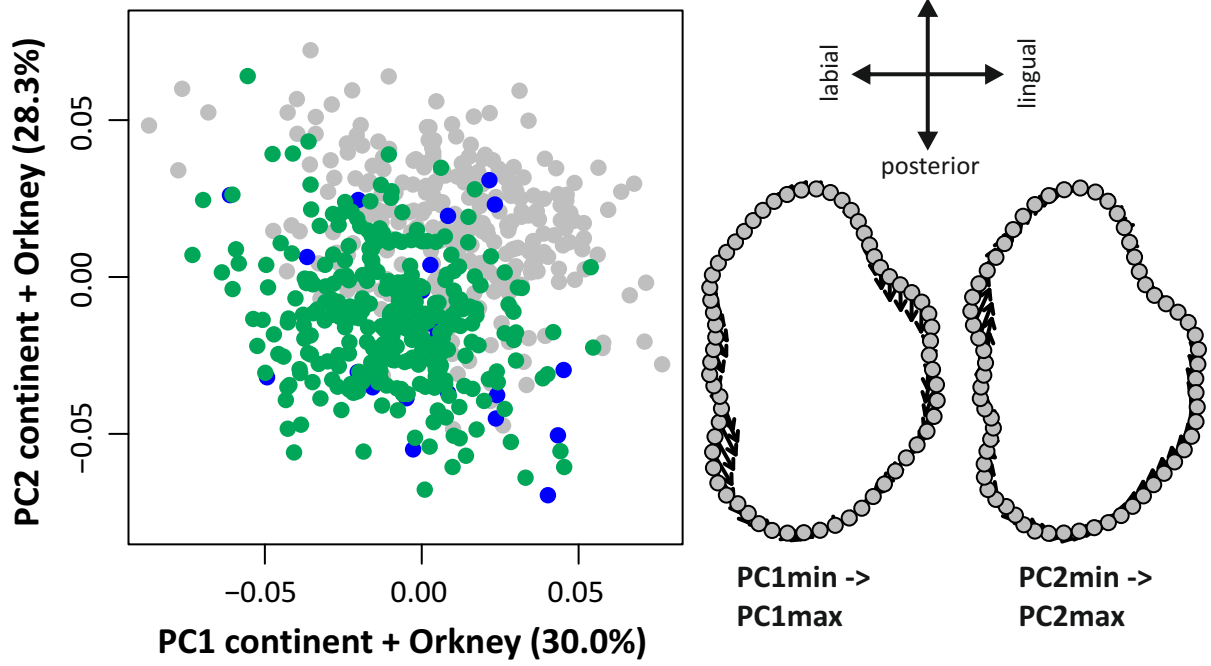 PC2 continent + Orkney (28.3%)
0.05
0.00
−0.05
−0.05
0.00
0.05
PC1 continent + Orkney (30.0%)
labial
lingual
posterior
PC1min ->
PC1max
PC2min ->
PC2max